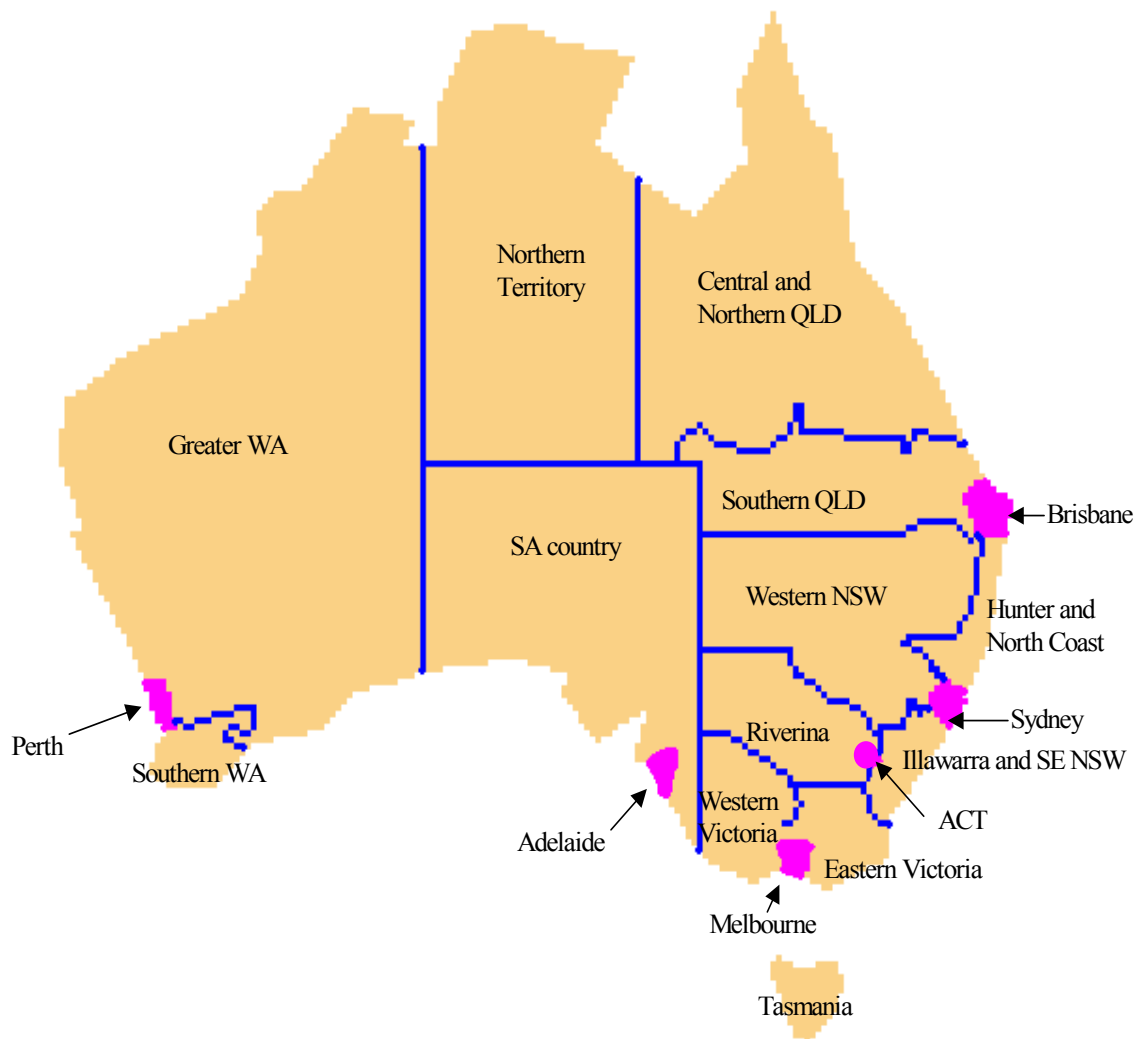 Northern
Territory
Central and
Northern QLD
Greater WA
Southern QLD
Brisbane
SA country
Western NSW
Hunter and
North Coast
Perth
Southern WA
Riverina
Sydney
Illawarra and SE NSW
Western
Victoria
ACT
Adelaide
Eastern Victoria
Melbourne
Tasmania